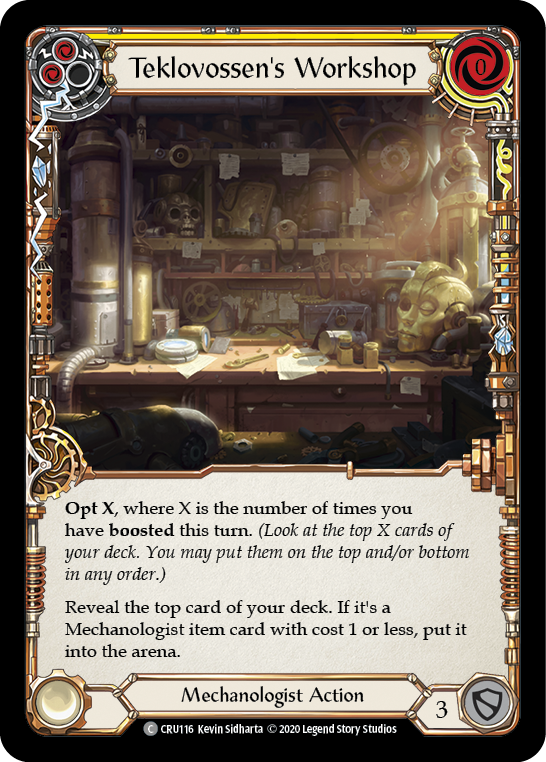 Teklovossen's Workshop
0
Opt X, where X is the number of times you
have boosted this turn. (Look at the top X cards of
your deck. You may put them on the top and/or bottom
in any order.)
Reveal the top card of your deck. If it's a
Mechanologist item card with cost 1 or less, put it
into the arena.
Mechanologist Action
3
C CRU116 Kevin Sidharta © 2020 Legend Story Studios